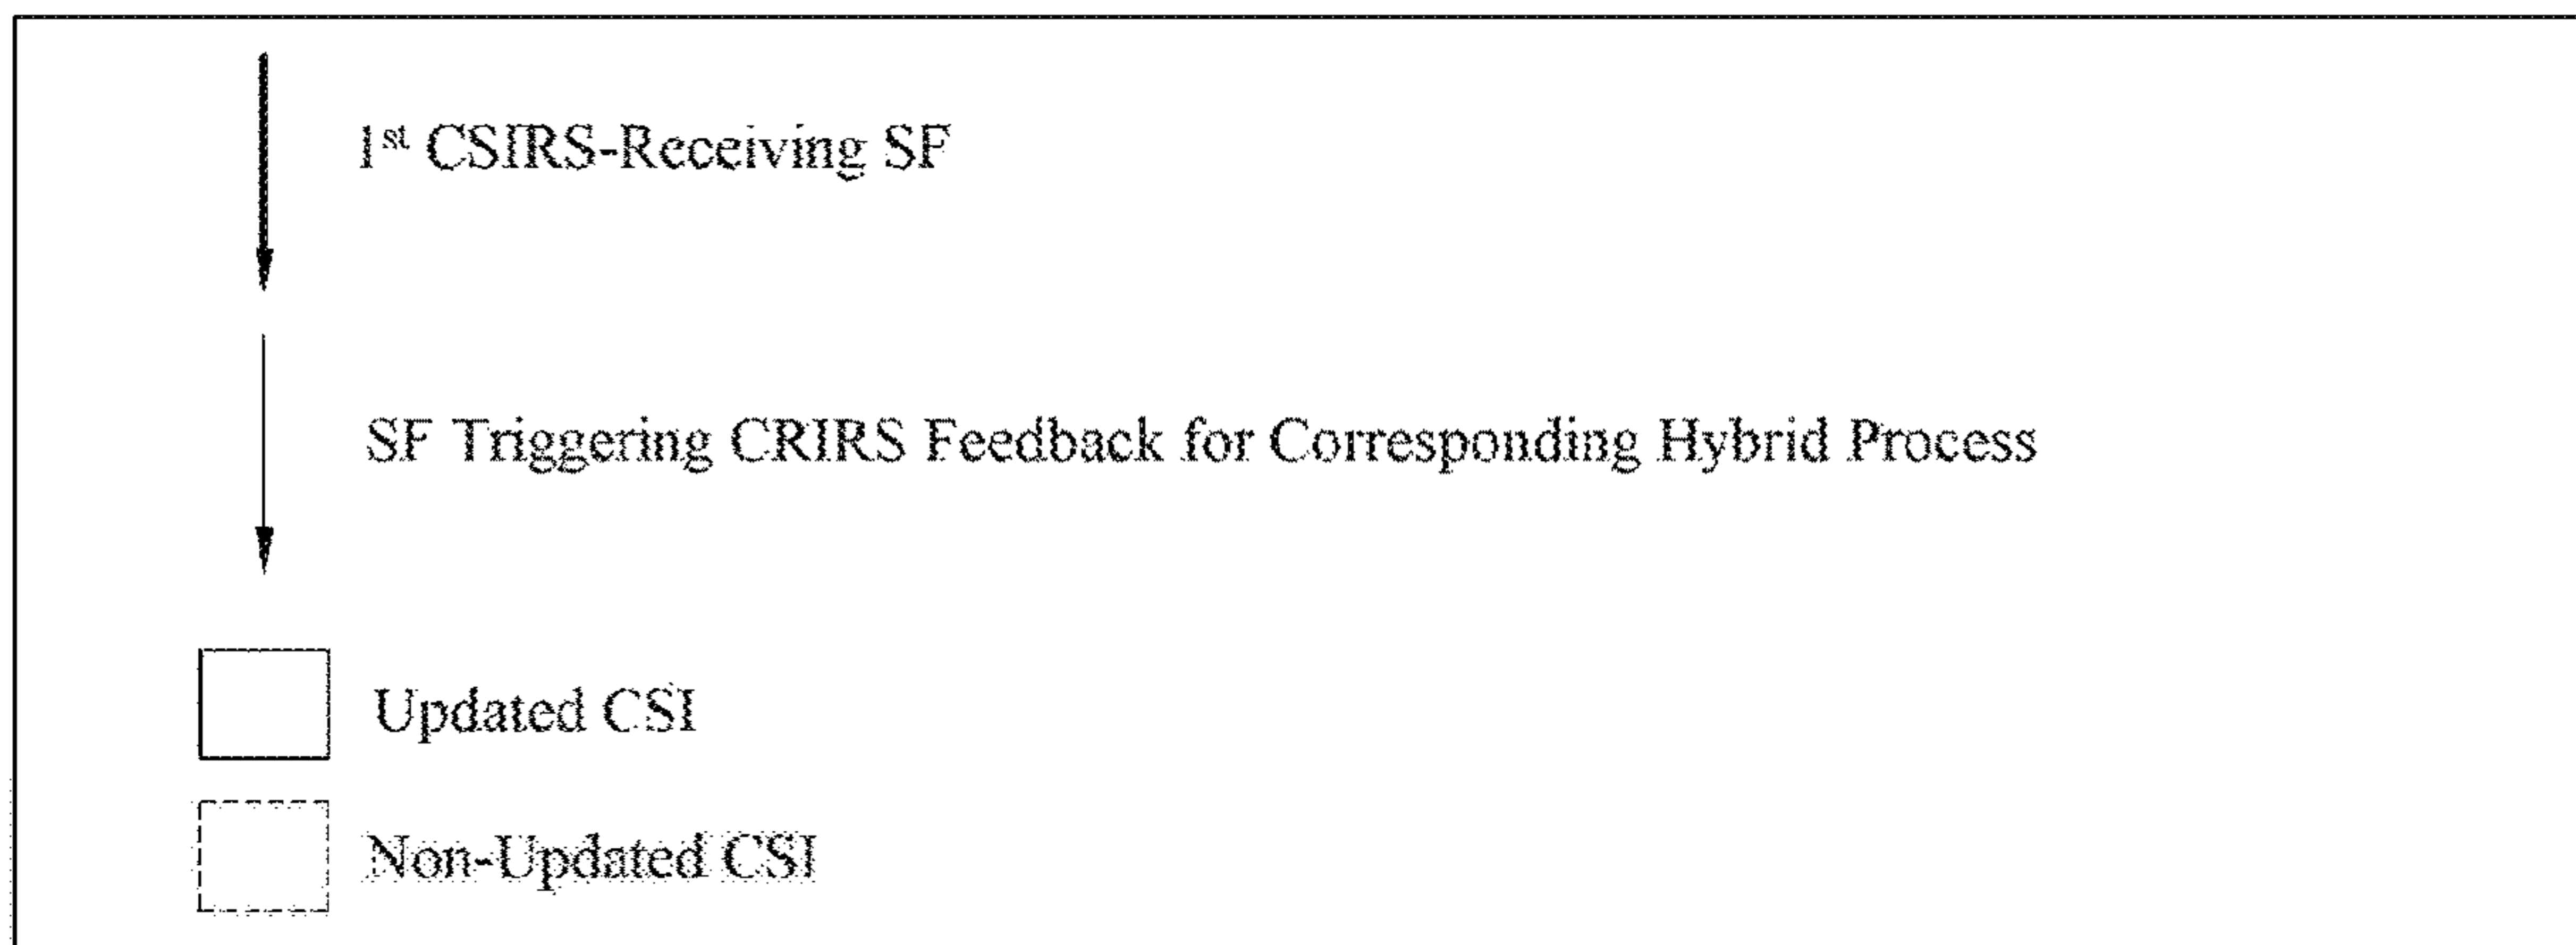 1st CSIRS-Receiving SF
SF Triggering CRIRS Feedback for Corresponding Hybrid Process
Updated CSI
Non-Updated CSI